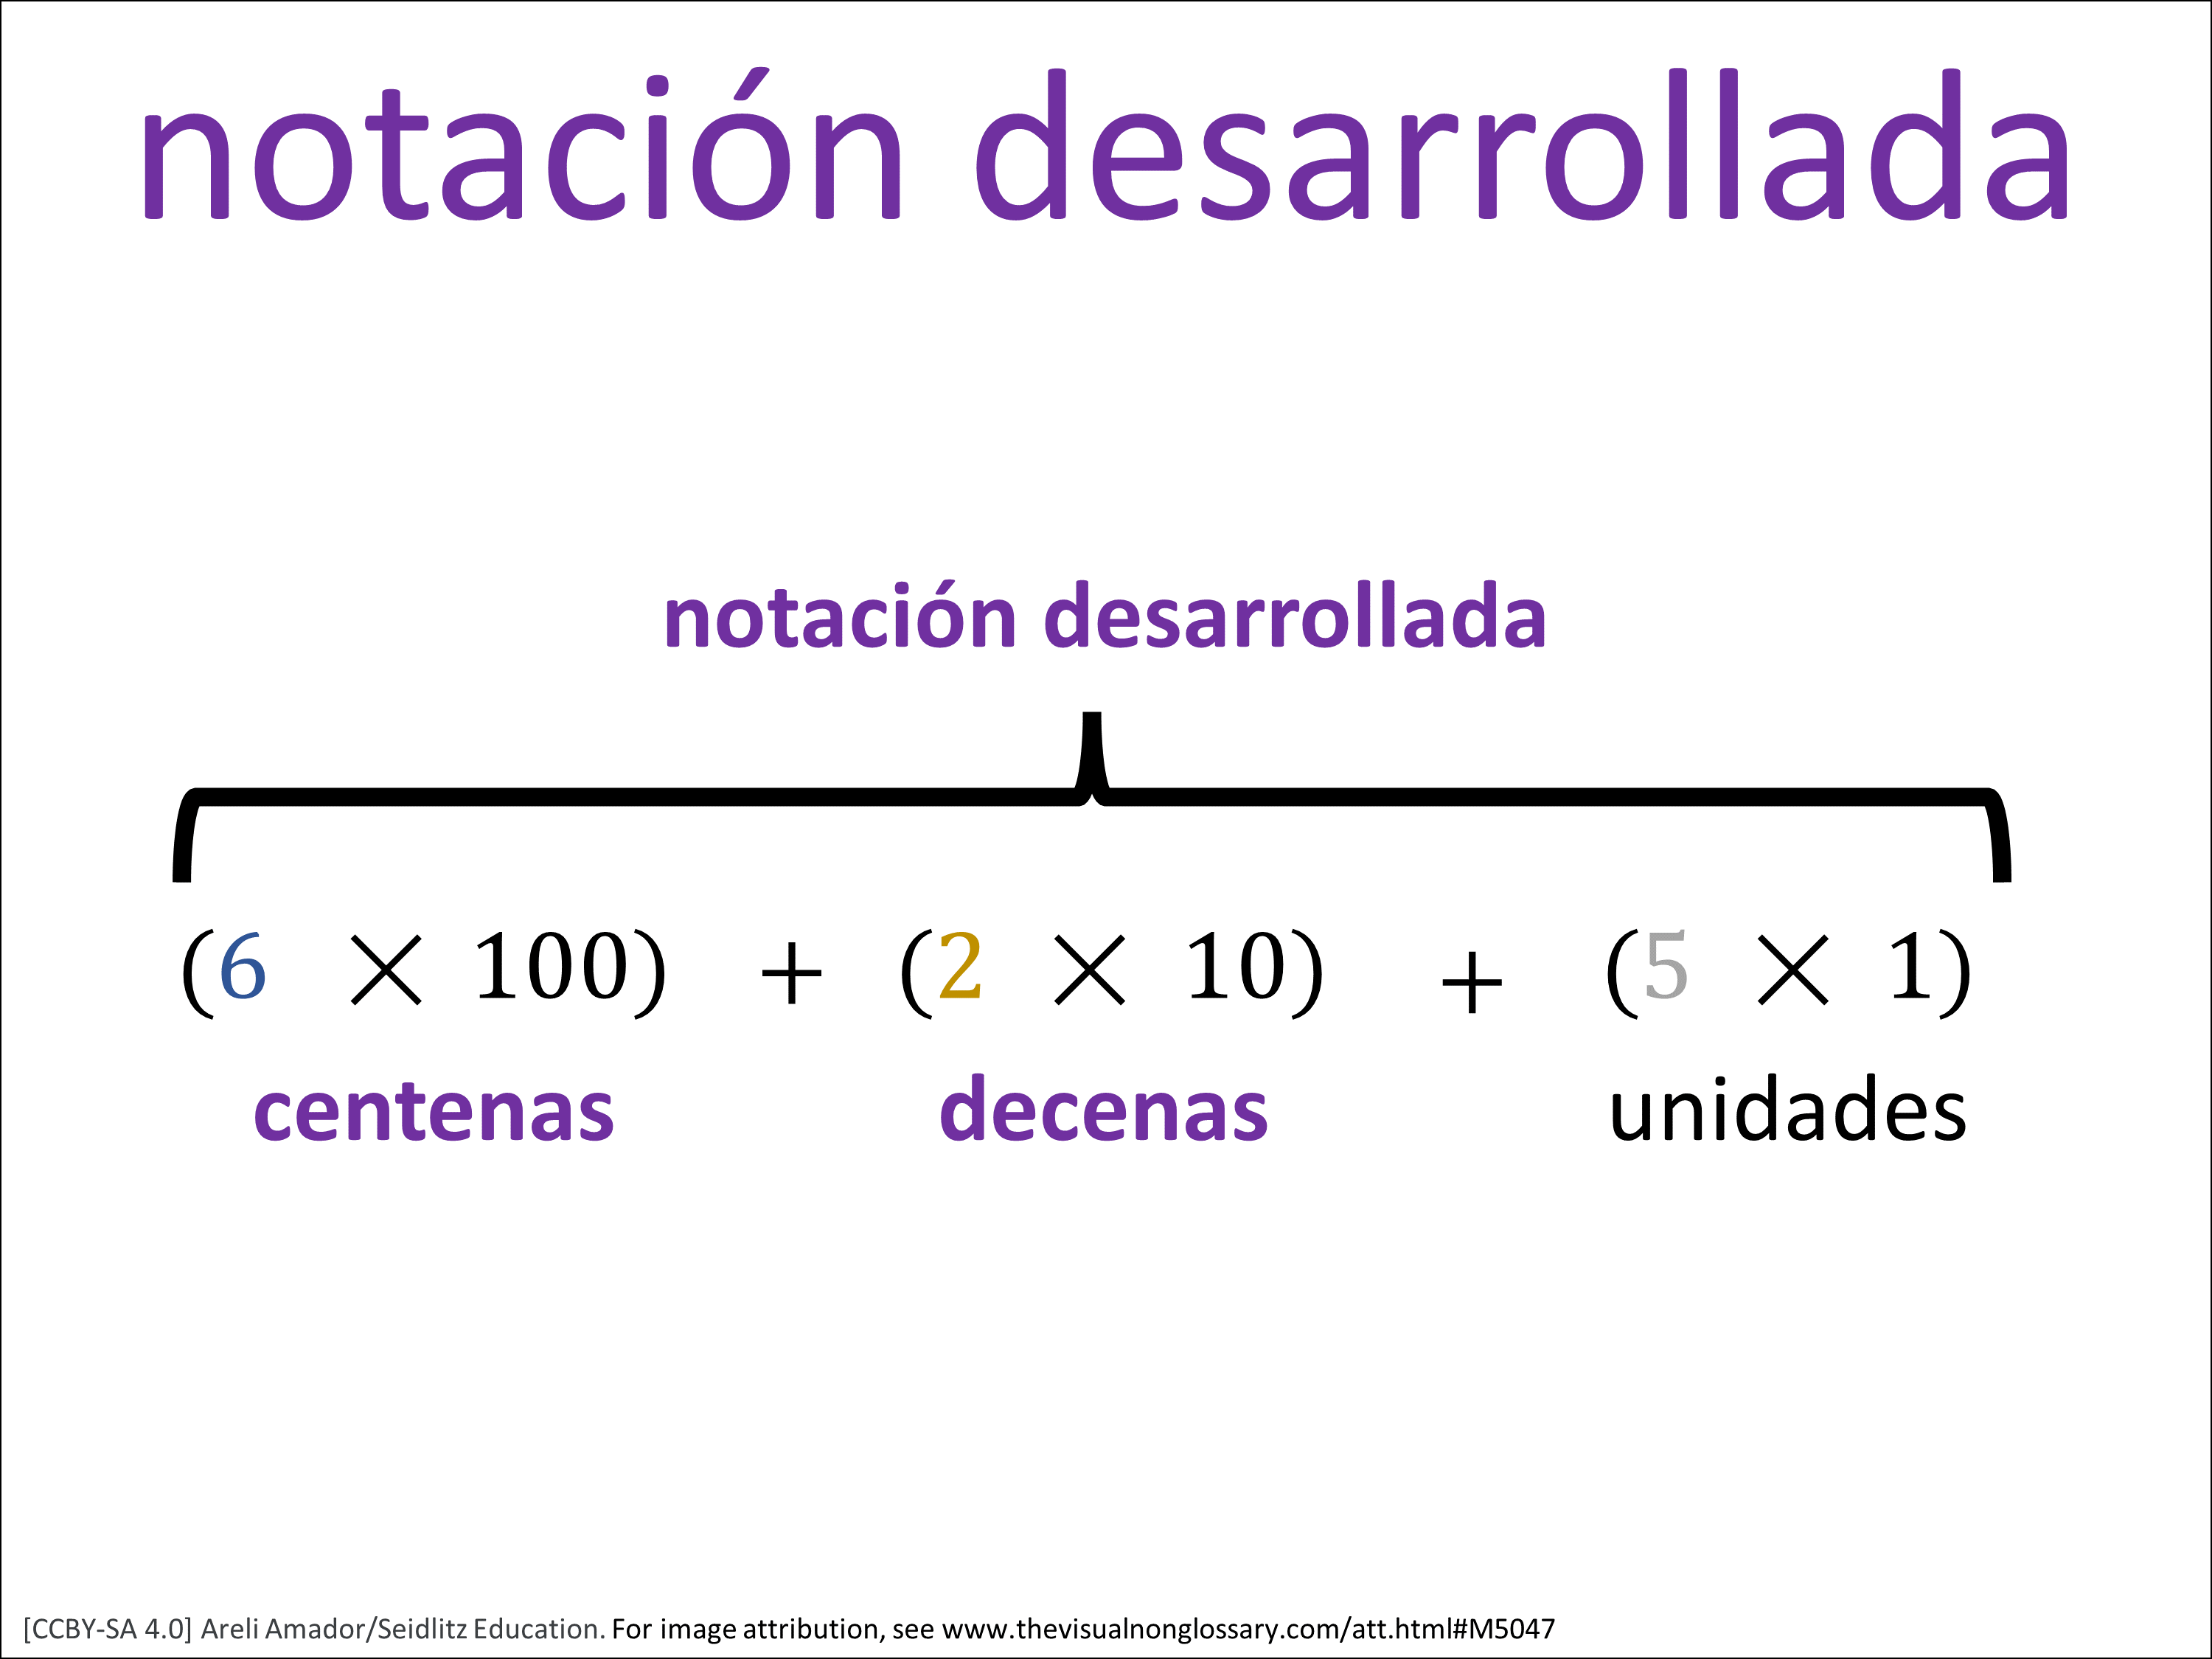 notación desarrollada
notación desarrollada
(6 × 100) + (2 × 10) + (5 × 1)
centenas decenas unidades
[CCBY-SA 4.0] Areli Amador/Seidlitz Education. For image attribution, see www.thevisualnonglossary.com/att.html#M5047